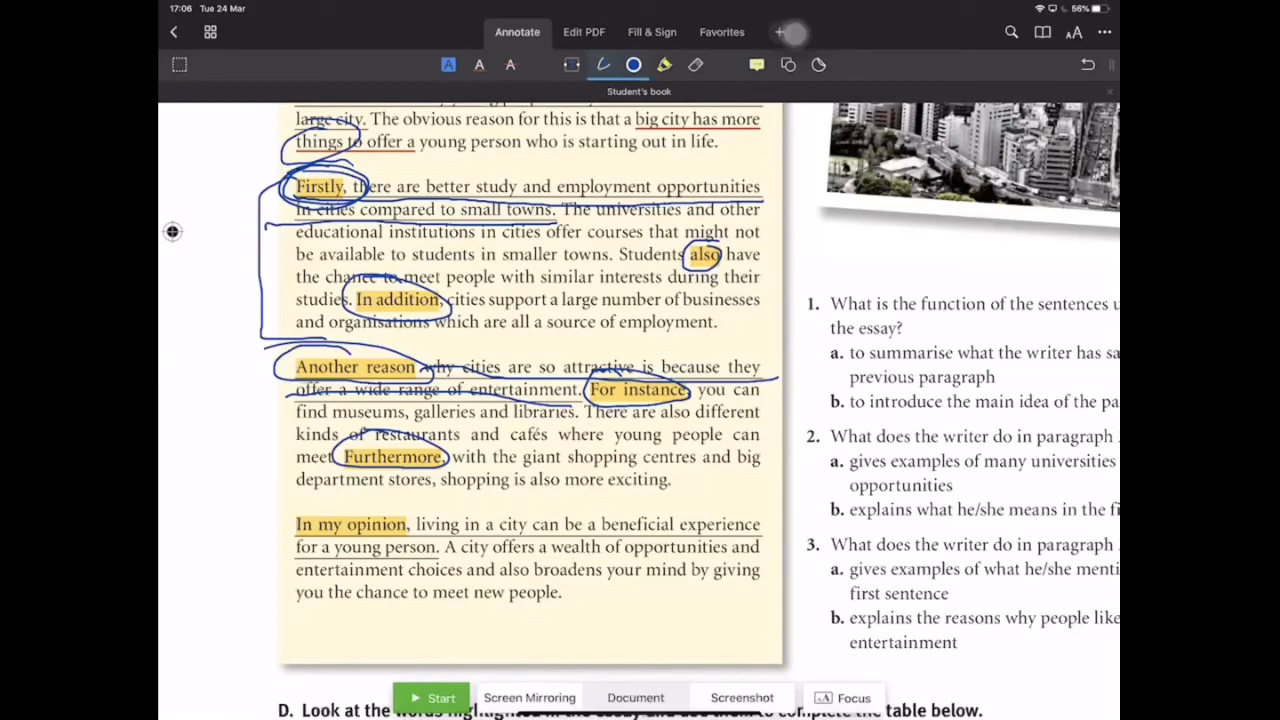 17:06 Tue 24 Mar
56%
Annotate Edit PDF Fill & Sign Favorites
Student's book
large city. The obvious reason for this is that a big city has more
things to offer a young person who is starting out in life.
Firstly, there are better study and employment opportunities
in cities compared to small towns. The universities and other
educational institutions in cities offer courses that might not
be available to students in smaller towns. Students also have
the chance to meet people with similar interests during their
studies. In addition, cities support a large number of businesses
and organisations which are all a source of employment.
Another reason why cities are so attractive is because they
offer a wide range of entertainment. For instance, you can
find museums, galleries and libraries. There are also different
kinds of restaurants and cafés where young people can
meet. Furthermore, with the giant shopping centres and big
department stores, shopping is also more exciting.
In my opinion, living in a city can be a beneficial experience
for a young person. A city offers a wealth of opportunities and
entertainment choices and also broadens your mind by giving
you the chance to meet new people.
1. What is the function of the sentences
the essay?
a. to summarise what the writer has
previous paragraph
b. to introduce the main idea of the
2. What does the writer do in paragraph
a. gives examples of many universities
opportunities
b. explains what he/she means in the
3. What does the writer do in paragraph
a. gives examples of what he/she
first sentence
b. explains the reasons why people like
entertainment
Start Screen Mirroring Document Screenshot AA Focus
D. Look at the words highlighted in the essay and use them to complete the table below.